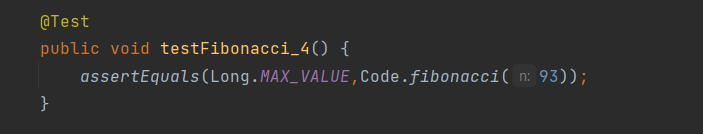 @Test
public void testFibonacci_4() {
assertEquals(Long.MAX_VALUE,Code.fibonacci( n: 93));
}